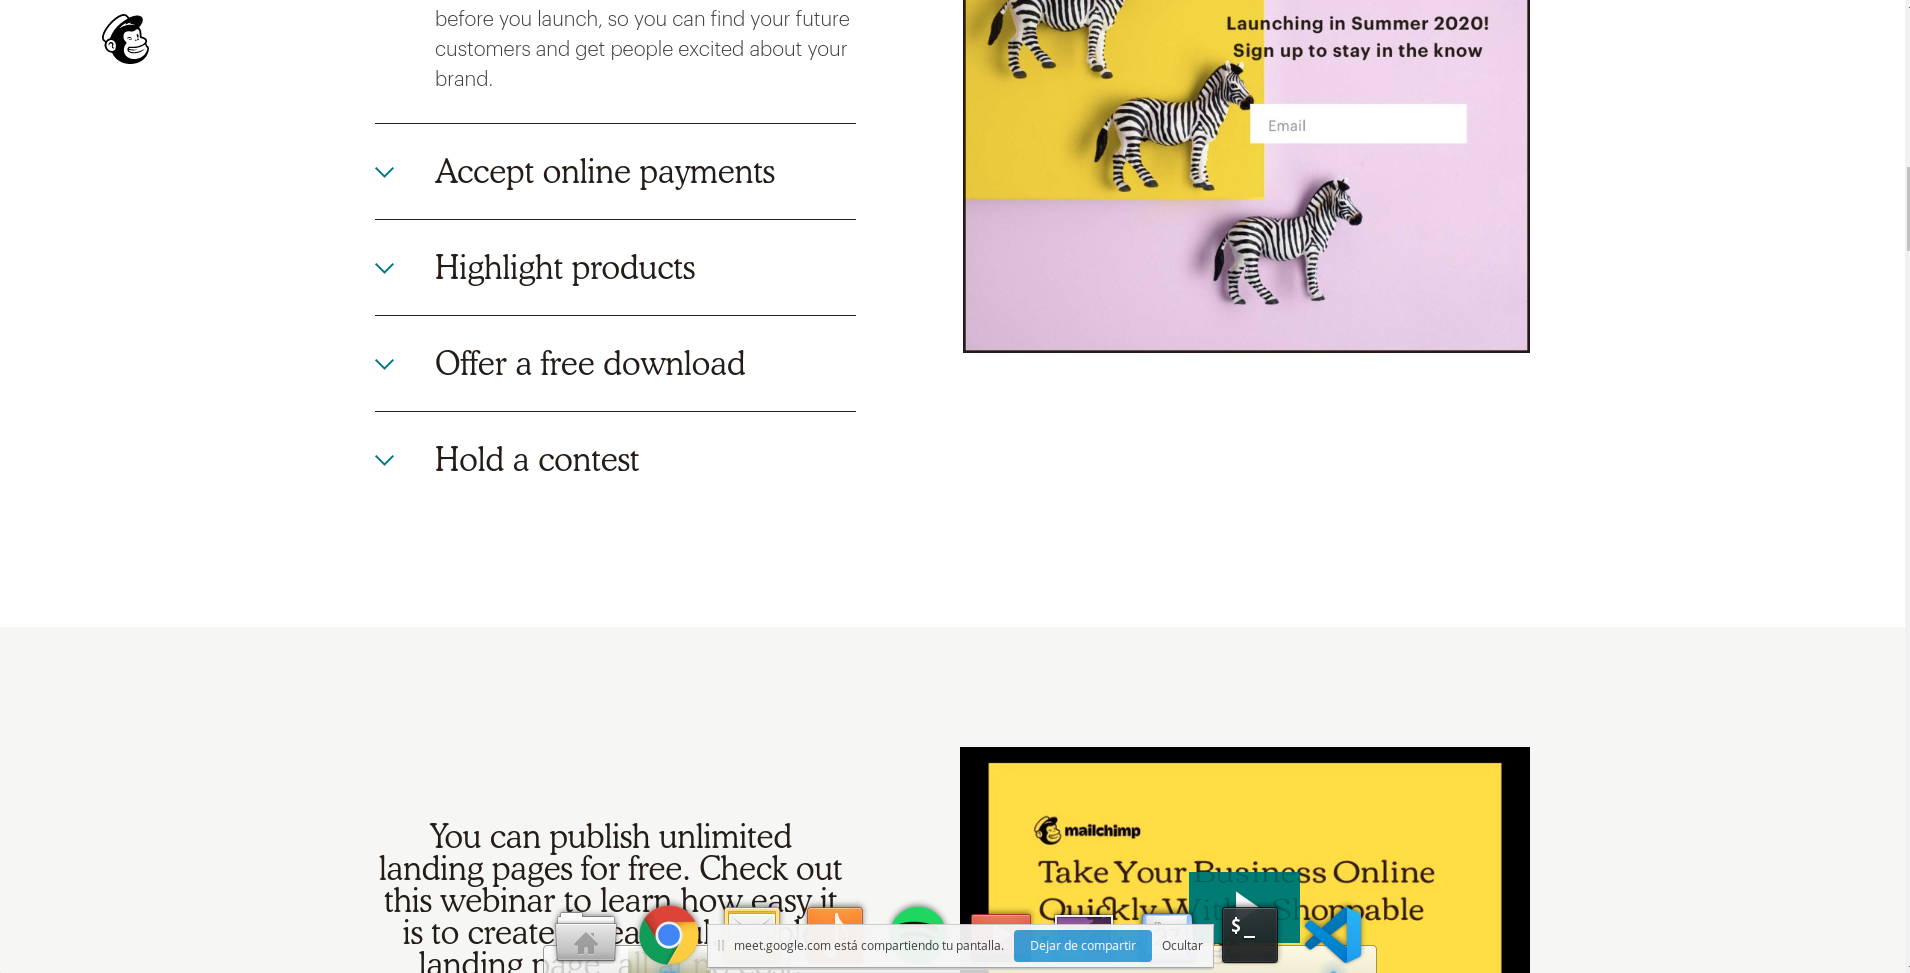 before you launch, so you can find your future
customers and get people excited about your
brand.
Accept online payments
Highlight products
Offer a free download
Hold a contest
Launching in Summer 2020!
Sign up to stay in the know
Email
You can publish unlimited
landing pages for free. Check out
this webinar to learn how easy it
is to create
landing
mailchimp
Take Your Business Online
Quickly With Shoppable
$_
meet.google.com está compartiendo tu pantalla.
Dejar de compartir
Ocultar